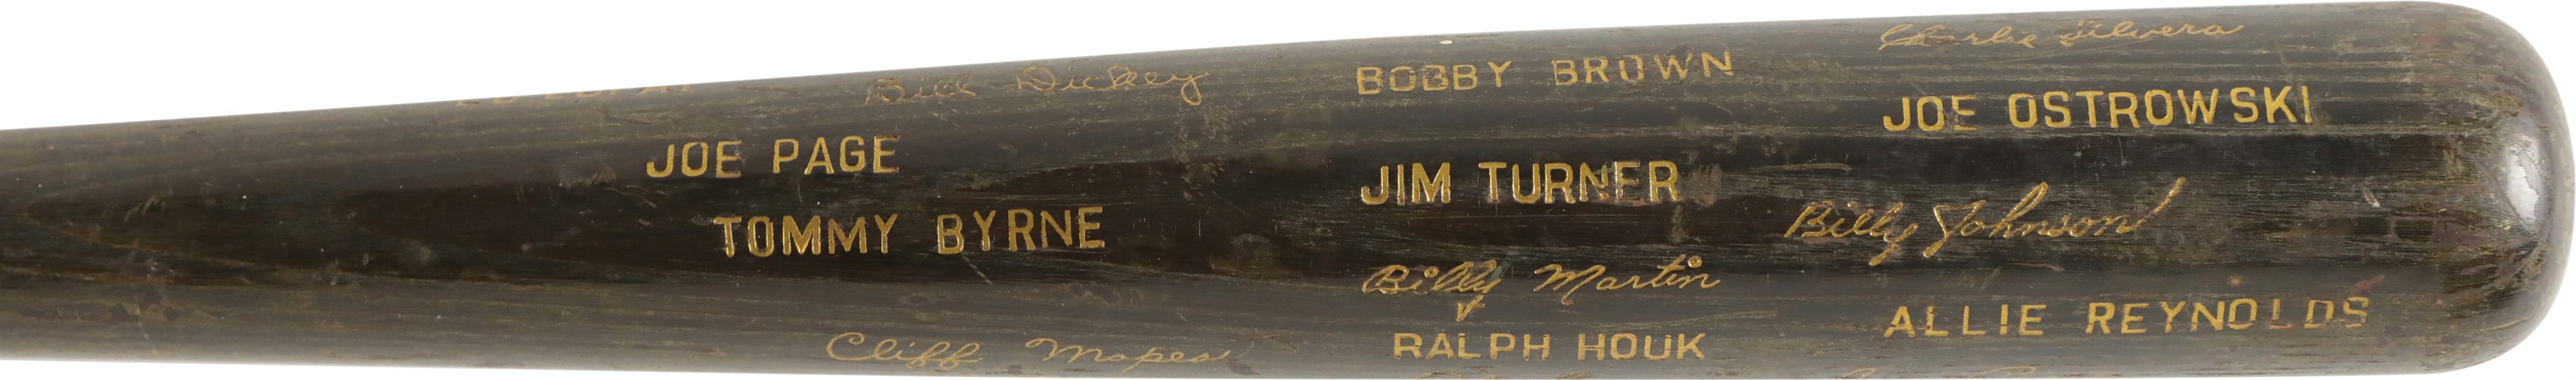 Bill Dickey
BOBBY BROWN
Charlie Silvera
JOE PAGE
JIM TURNER
JOE OSTROWSKI
TOMMY BYRNE
Billy Martin
Billy Johnson
Cliff Mapes
RALPH HOUK
ALLIE REYNOLDS